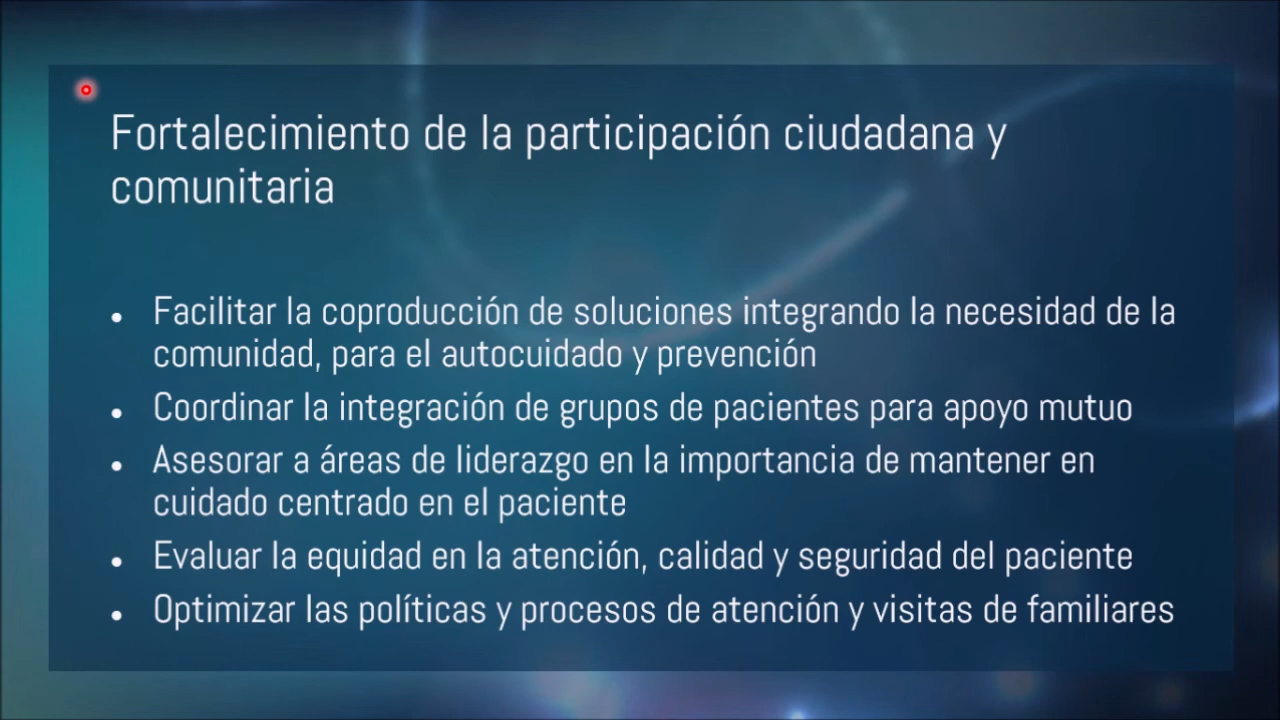 Fortalecimiento de la participación ciudadana y
comunitaria
• Facilitar la coproducción de soluciones integrando la necesidad de la
comunidad, para el autocuidado y prevención
• Coordinar la integración de grupos de pacientes para apoyo mutuo
• Asesorar a áreas de liderazgo en la importancia de mantener en
cuidado centrado en el paciente
• Evaluar la equidad en la atención, calidad y seguridad del paciente
• Optimizar las políticas y procesos de atención y visitas de familiares